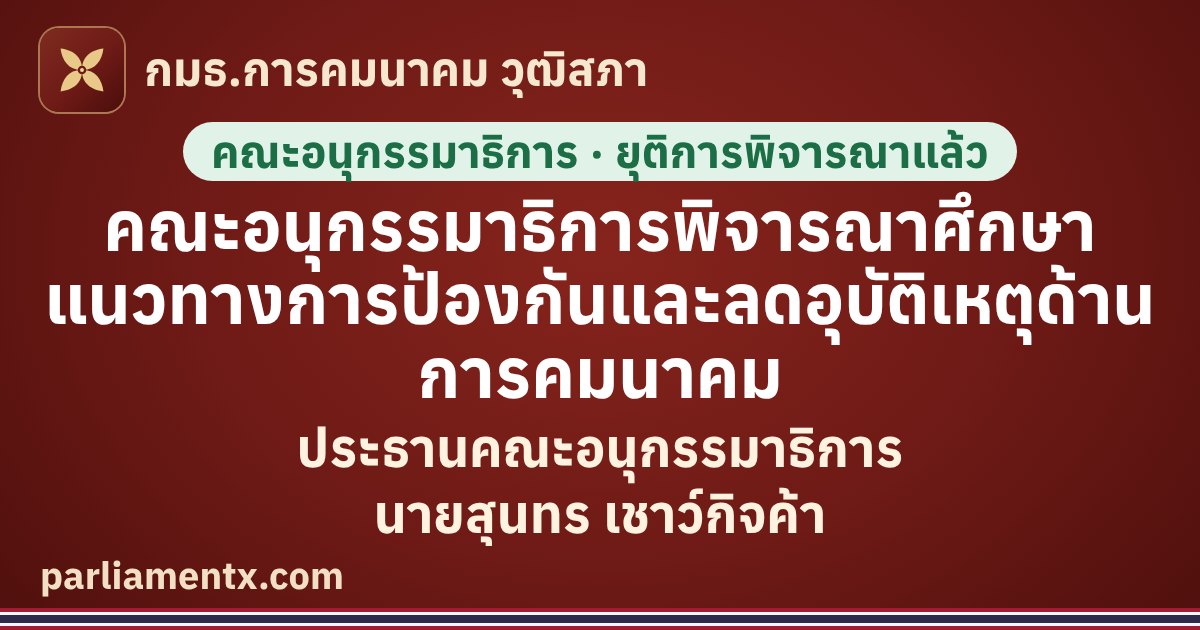 กมธ.การคมนาคม วุฒิสภา
คณะอนุกรรมาธิการ · ยุติการพิจารณาแล้ว
คณะอนุกรรมาธิการพิจารณาศึกษา
แนวทางการป้องกันและลดอุบัติเหตุด้าน
การคมนาคม
ประธานคณะอนุกรรมาธิการ
นายสุนทร เชาว์กิจค้า
parliamentx.com